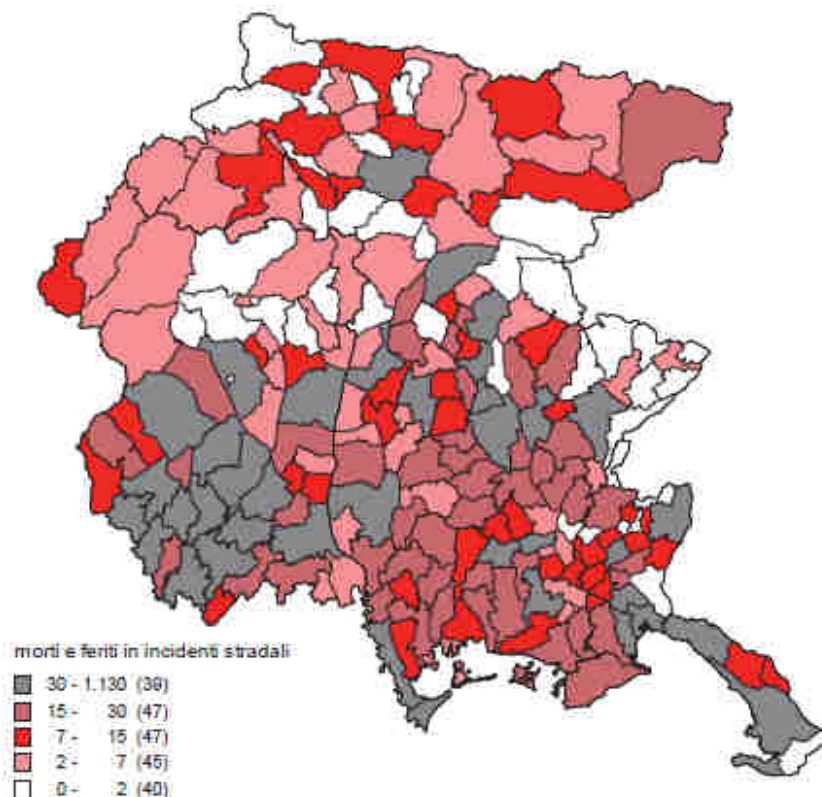 morti e feriti in incidenti stradali
30 - 1.130 (39)
15 - 30 (47)
7 - 15 (47)
2 - 7 (45)
0 - 2 (40)